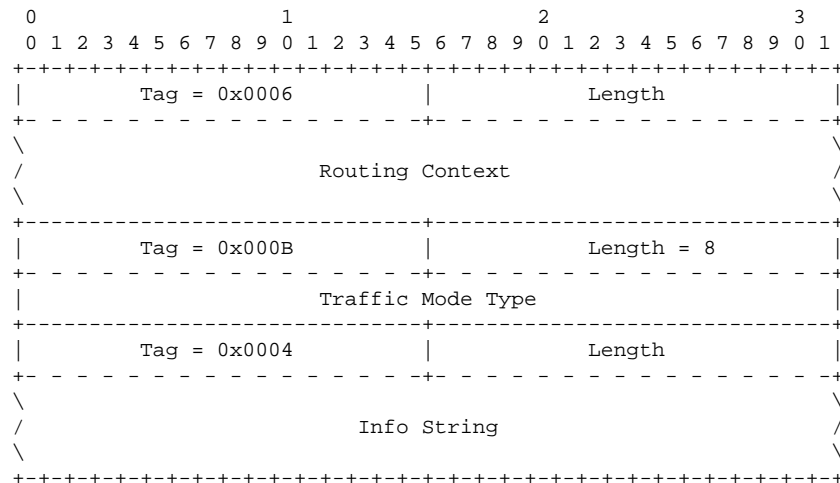 0                   1                   2                   3
0 1 2 3 4 5 6 7 8 9 0 1 2 3 4 5 6 7 8 9 0 1 2 3 4 5 6 7 8 9 0 1
Tag = 0x0006 Length
Routing Context
Tag = 0x000B Length = 8
Traffic Mode Type
Tag = 0x0004 Length
Info String